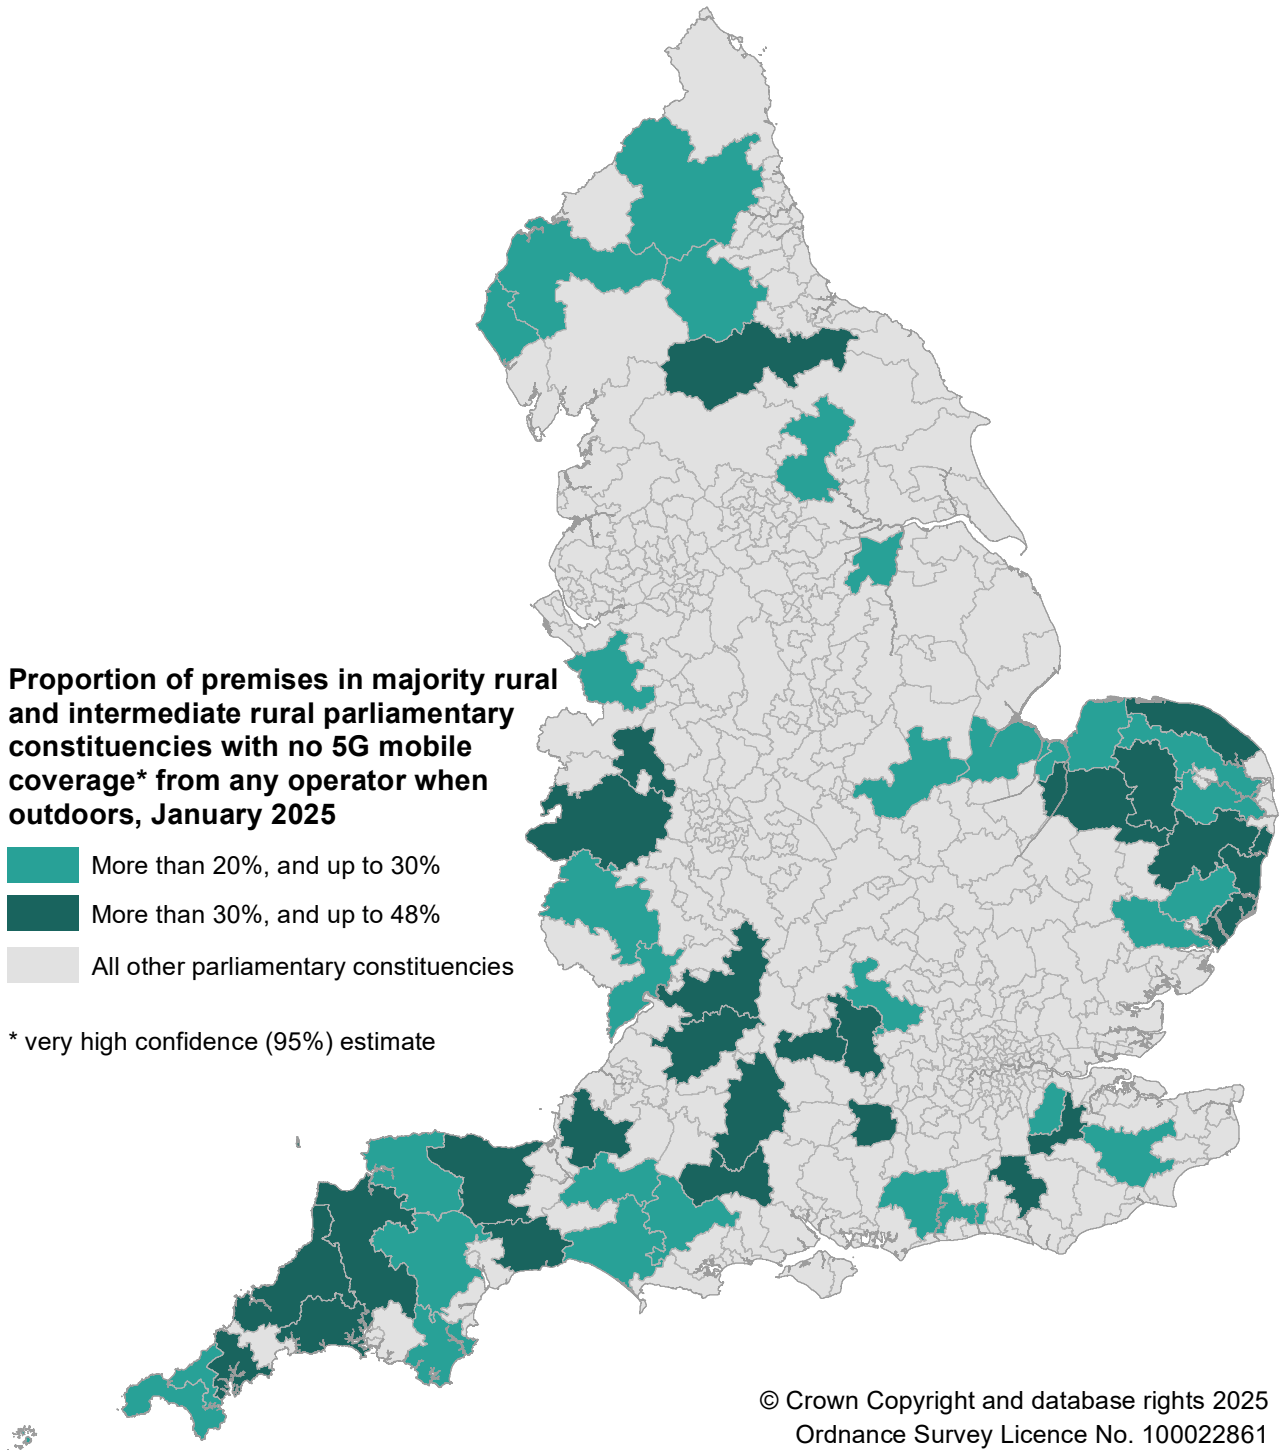 Proportion of premises in majority rural
and intermediate rural parliamentary
constituencies with no 5G mobile
coverage* from any operator when
outdoors, January 2025
More than 20%, and up to 30%
More than 30%, and up to 48%
All other parliamentary constituencies
* very high confidence (95%) estimate
© Crown Copyright and database rights 2025
Ordnance Survey Licence No. 100022861